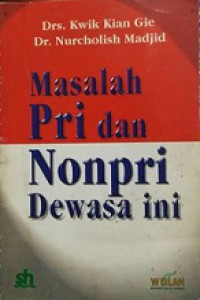 Drs. Kwik Kian Gie
Dr. Nurcholish Madjid
Masalah
Pri dan
Nonpri
Dewasa ini
sh